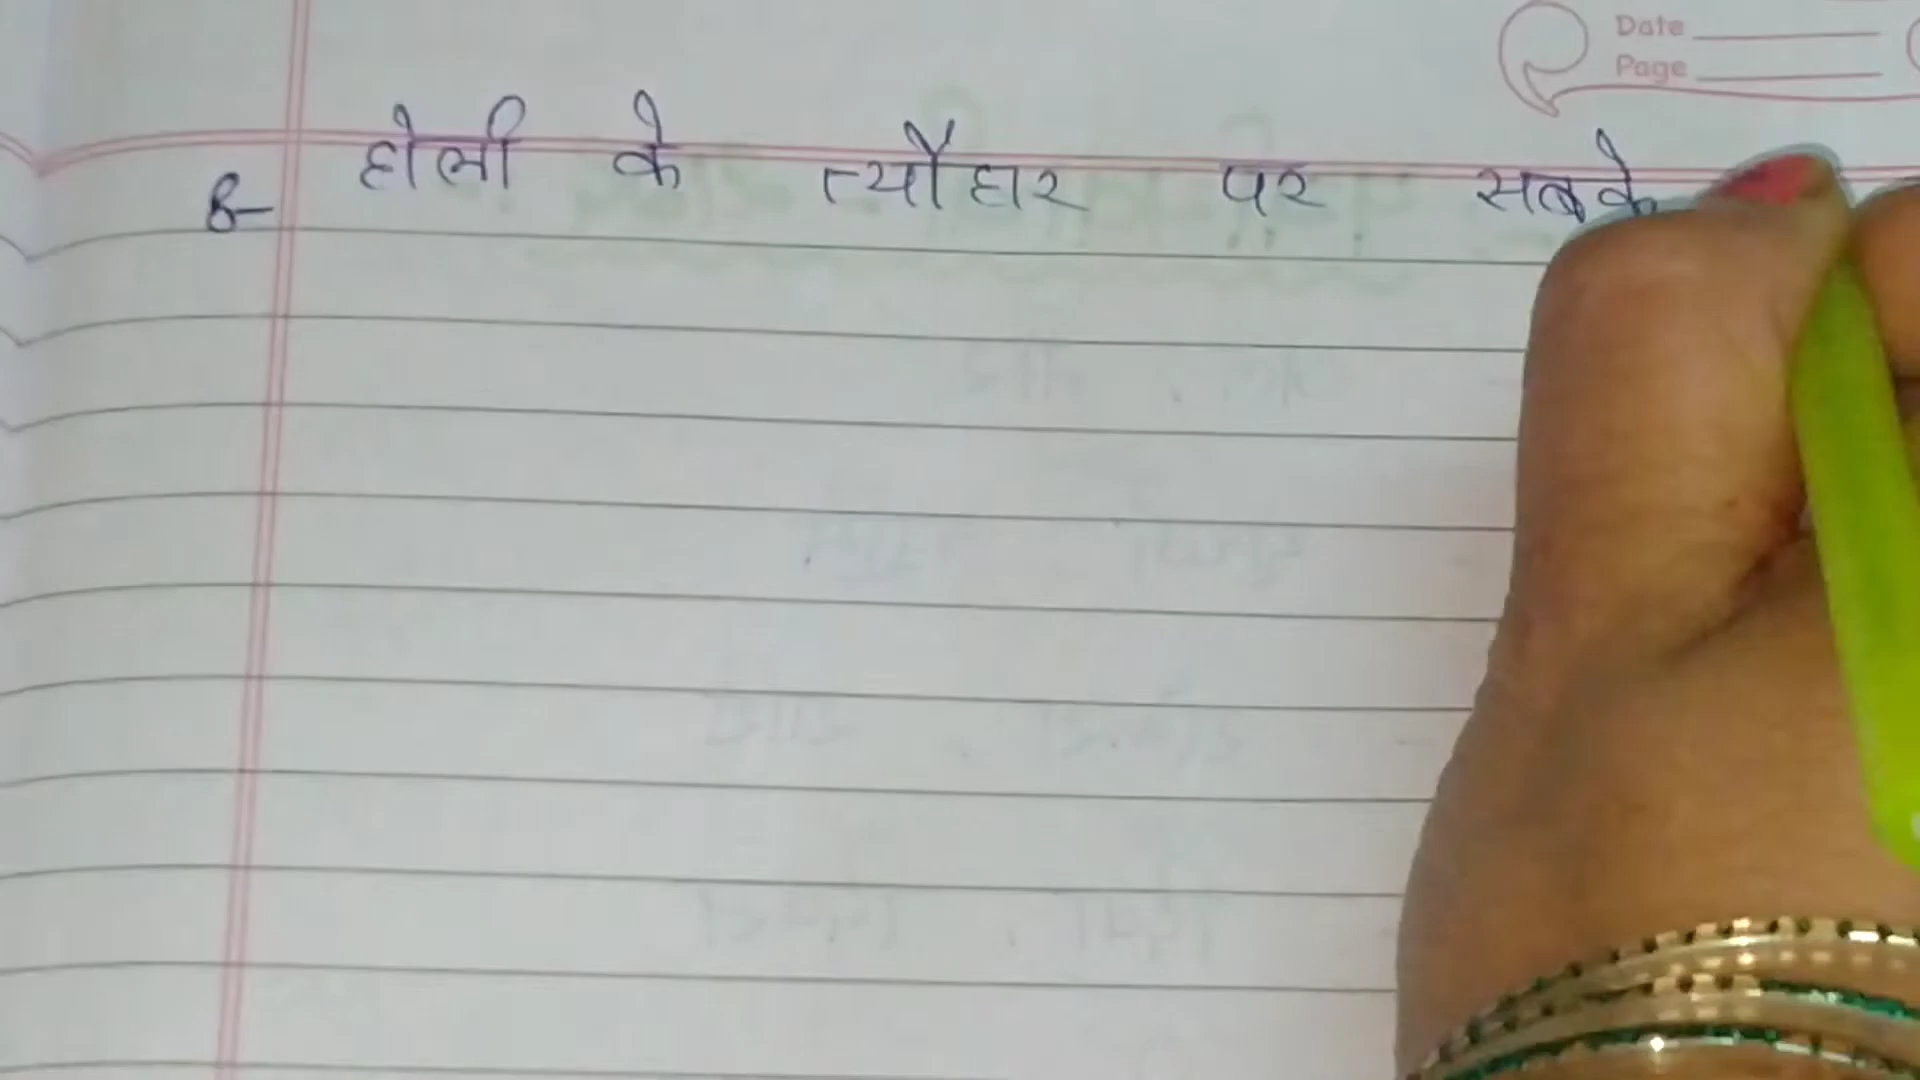 Date
Page
8- होली के त्यौहार पर सबके